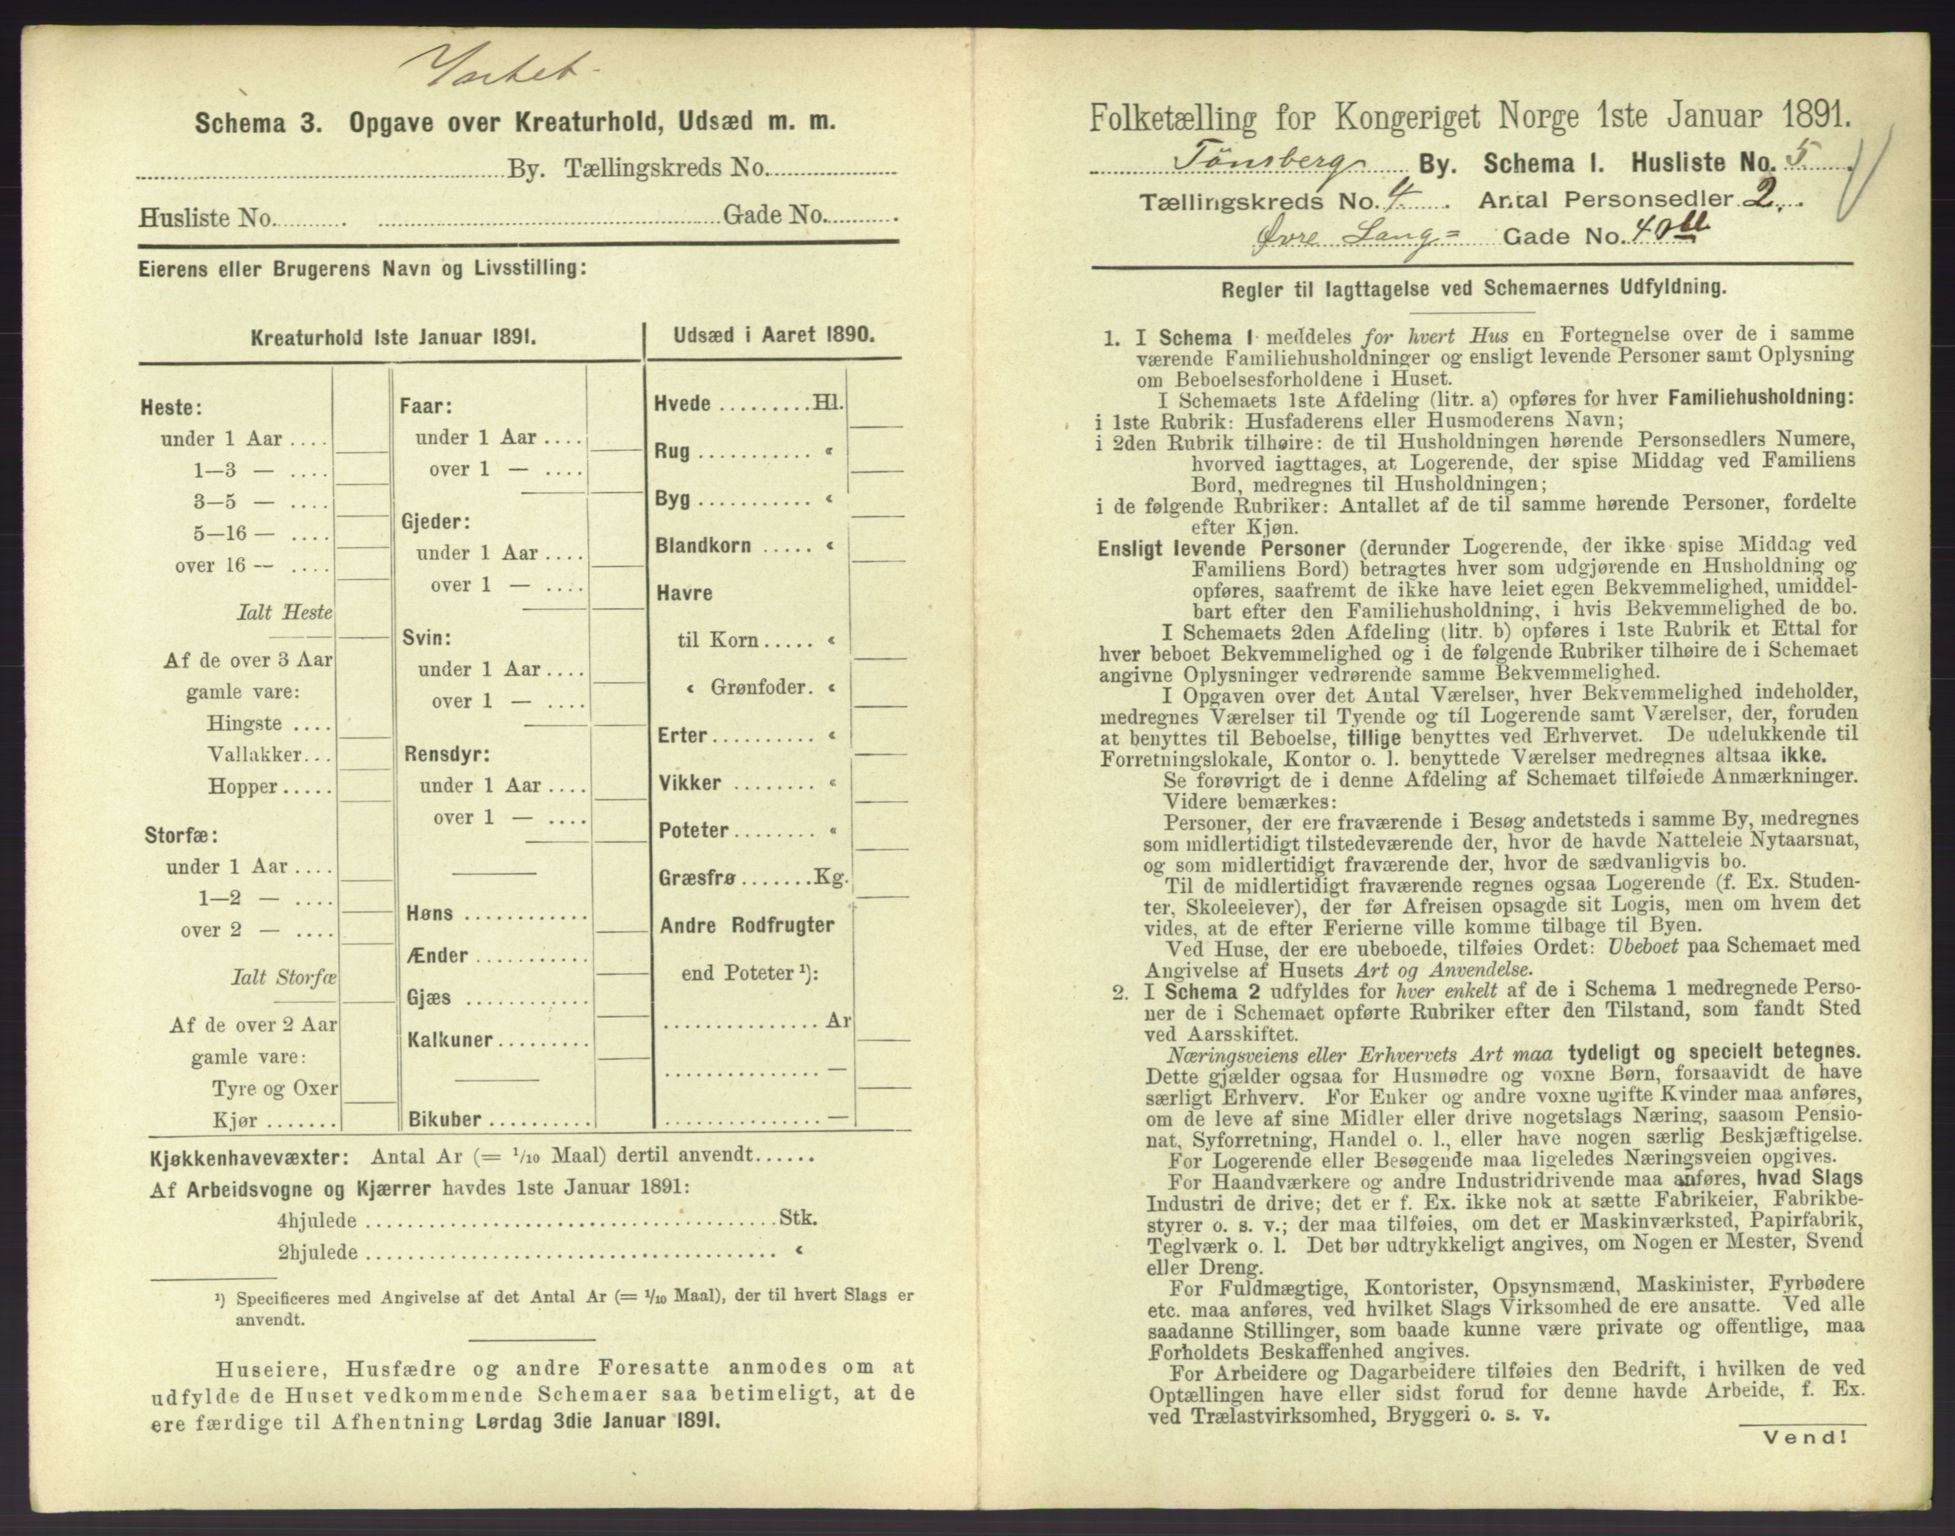 Schema 3. Opgave over Kreaturhold, Udsæd m. m.
By. Tællingskreds No.
Husliste No. Gade No.
Eierens eller Brugerens Navn og Livsstilling:
Kreaturhold 1ste Januar 1891.
Heste:
under 1 Aar ....
1—3 — ....
3—5 — ....
5—16 — ....
over 16 — ....
Ialt Heste
Af de over 3 Aar
gamle vare:
Hingste ....
Vallakker...
Hopper.....
Storfæ:
under 1 Aar....
1—2 — ....
over 2 — ....
Ialt Storfæ
Af de over 2 Aar
gamle vare:
Tyre og Oxer
Kjør .......
Faar:
under 1 Aar....
over 1 — ....
Gjeder:
under 1 Aar....
over 1 — ....
Svin:
under 1 Aar....
over 1 — ....
Rensdyr:
under 1 Aar....
over 1 — ....
Høns ............
Ænder ...........
Gjæs ............
Kalkuner.........
Bikuber ..........
Udsæd i Aaret 1890.
Hvede .........Hl.
Rug ........... «
Byg ........... «
Blandkorn ..... «
Havre
til Korn..... «
« Grønfoder. «
Erter.......... «
Vikker ........ «
Poteter........ «
Græsfrø.......Kg.
Andre Rodfrugter
end Poteter ¹):
............... Ar
............... —
............... —
Kjøkkenhavevæxter: Antal Ar (= 1/10 Maal) dertil anvendt......
Af Arbeidsvogne og Kjærrer havdes 1ste Januar 1891:
4hjulede ........................................Stk.
2hjulede ........................................ «
¹) Specificeres med Angivelse af det Antal Ar (= 1/10 Maal), der til hvert Slags er
anvendt.
Huseiere, Husfædre og andre Foresatte anmodes om at
udfylde de Huset vedkommende Schemaer saa betimeligt, at de
ere færdige til Afhentning Lørdag 3die Januar 1891.
Folketælling for Kongeriget Norge 1ste Januar 1891.
Tönsberg By. Schema 1. Husliste No. 5
Tællingskreds No. 4 Antal Personsedler 2.
Øvre Lang= Gade No. 40
Regler til Iagttagelse ved Schemaernes Udfyldning.
1. I Schema 1 meddeles for hvert Hus en Fortegnelse over de i samme
værende Familiehusholdninger og ensligt levende Personer samt Oplysning
om Beboelsesforholdene i Huset.
I Schemaets 1ste Afdeling (litr. a) opføres for hver Familiehusholdning:
i 1ste Rubrik: Husfaderens eller Husmoderens Navn;
i 2den Rubrik tilhøire: de til Husholdningen hørende Personsedlers Numere,
hvorved iagttages, at Logerende, der spise Middag ved Familiens
Bord, medregnes til Husholdningen;
i de følgende Rubriker: Antallet af de til samme hørende Personer, fordelte
efter Kjøn.
Ensligt levende Personer (derunder Logerende, der ikke spise Middag ved
Familiens Bord) betragtes hver som udgjørende en Husholdning og
opføres, saafremt de ikke have leiet egen Bekvemmelighed, umiddel-
bart efter den Familiehusholdning, i hvis Bekvemmelighed de bo.
I Schemaets 2den Afdeling (litr. b) opføres i 1ste Rubrik et Ettal for
hver beboet Bekvemmelighed og i de følgende Rubriker tilhøire de i Schemaet
angivne Oplysninger vedrørende samme Bekvemmelighed.
I Opgaven over det Antal Værelser, hver Bekvemmelighed indeholder,
medregnes Værelser til Tyende og til Logerende samt Værelser, der, foruden
at benyttes til Beboelse, tillige benyttes ved Erhvervet. De udelukkende til
Forretningslokale, Kontor o. l. benyttede Værelser medregnes altsaa ikke.
Se forøvrigt de i denne Afdeling af Schemaet tilføiede Anmærkninger.
Videre bemærkes:
Personer, der ere fraværende i Besøg andetsteds i samme By, medregnes
som midlertidigt tilstedeværende der, hvor de havde Natteleie Nytaarsnat,
og som midlertidigt fraværende der, hvor de sædvanligvis bo.
Til de midlertidigt fraværende regnes ogsaa Logerende (f. Ex. Studen-
ter, Skoleelever), der før Afreisen opsagde sit Logis, men om hvem det
vides, at de efter Ferierne ville komme tilbage til Byen.
Ved Huse, der ere ubeboede, tilføies Ordet: Ubeboet paa Schemaet med
Angivelse af Husets Art og Anvendelse.
2. I Schema 2 udfyldes for hver enkelt af de i Schema 1 medregnede Perso-
ner de i Schemaet opførte Rubriker efter den Tilstand, som fandt Sted
ved Aarsskiftet.
Næringsveiens eller Erhvervets Art maa tydeligt og specielt betegnes.
Dette gjælder ogsaa for Husmødre og voxne Børn, forsaavidt de have
særligt Erhverv. For Enker og andre voxne ugifte Kvinder maa anføres,
om de leve af sine Midler eller drive nogetslags Næring, saasom Pensio-
nat, Syforretning, Handel o. l., eller have nogen særlig Beskjæftigelse.
For Logerende eller Besøgende maa ligeledes Næringsveien opgives.
For Haandværkere og andre Industridrivende maa anføres, hvad Slags
Industri de drive; det er f. Ex. ikke nok at sætte Fabrikeier, Fabrikbe-
styrer o. s. v.; der maa tilføies, om det er Maskinværksted, Papirfabrik,
Teglværk o. l. Det bør udtrykkeligt angives, om Nogen er Mester, Svend
eller Dreng.
For Fuldmægtige, Kontorister, Opsynsmænd, Maskinister, Fyrbødere
etc. maa anføres, ved hvilket Slags Virksomhed de ere ansatte. Ved alle
saadanne Stillinger, som baade kunne være private og offentlige, maa
Forholdets Beskaffenhed angives.
For Arbeidere og Dagarbeidere tilføies den Bedrift, i hvilken de ved
Optællingen have eller sidst forud for denne havde Arbeide, f. Ex.
ved Trælastvirksomhed, Bryggeri o. s. v.
Vend!